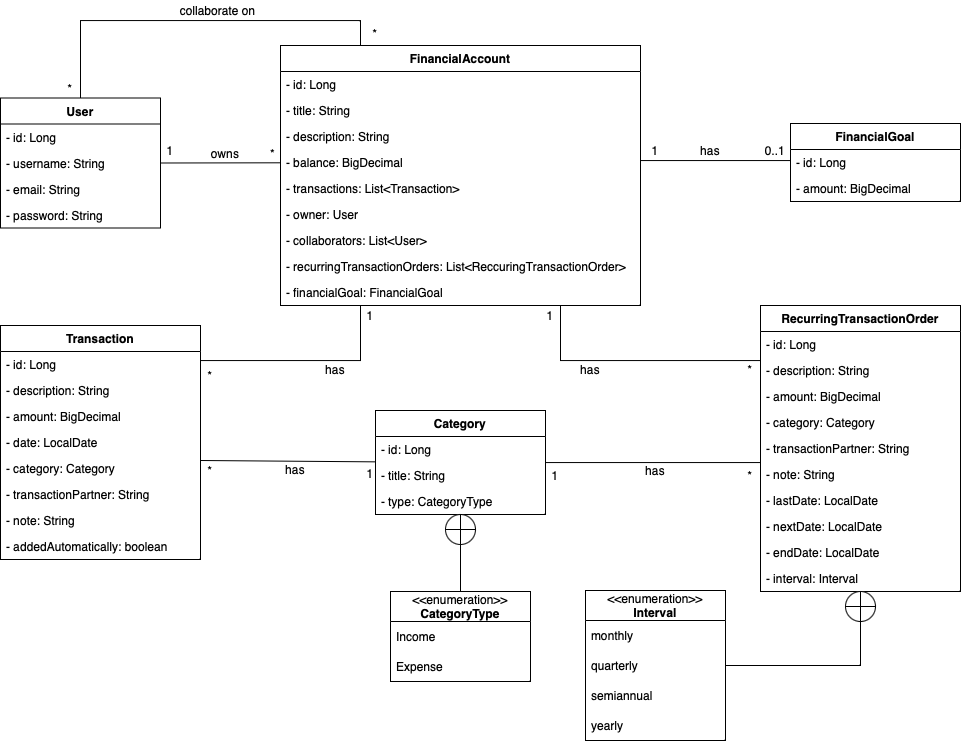 collaborate on
*
*
FinancialAccount
- id: Long
- title: String
- description: String
- balance: BigDecimal
- transactions: List<Transaction>
- owner: User
- collaborators: List<User>
- recurringTransactionOrders: List<ReccuringTransactionOrder>
- financialGoal: FinancialGoal
User
- id: Long
- username: String
- email: String
- password: String
1
owns
*
1
has
0..1
FinancialGoal
- id: Long
- amount: BigDecimal
1
has
*
1
has
*
Transaction
- id: Long
- description: String
- amount: BigDecimal
- date: LocalDate
- category: Category
- transactionPartner: String
- note: String
- addedAutomatically: boolean
RecurringTransactionOrder
- id: Long
- description: String
- amount: BigDecimal
- category: Category
- transactionPartner: String
- note: String
- lastDate: LocalDate
- nextDate: LocalDate
- endDate: LocalDate
- interval: Interval
*
has
1
Category
- id: Long
- title: String
- type: CategoryType
1
has
*
<<enumeration>>
CategoryType
Income
Expense
<<enumeration>>
Interval
monthly
quarterly
semiannual
yearly